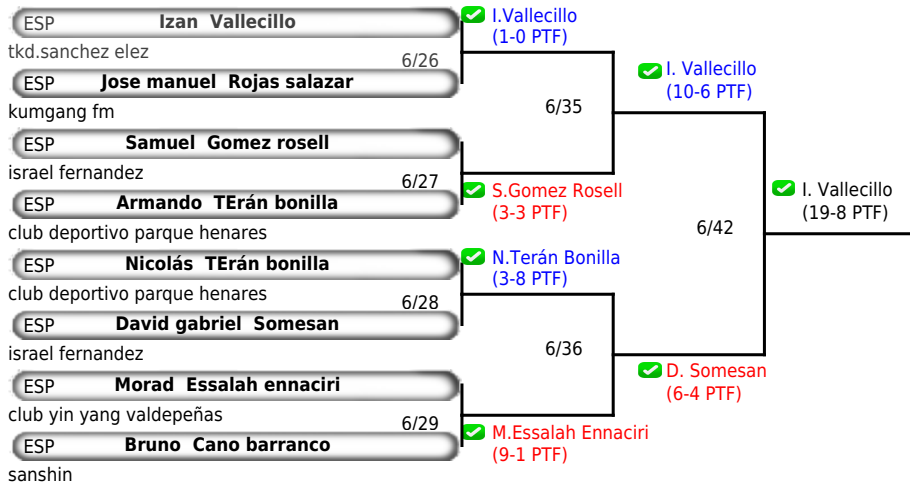 ESP Izan Vallecillo
tkd.sanchez elez
6/26
ESP Jose manuel Rojas salazar
kumgang fm
ESP Samuel Gomez rosell
israel fernandez
6/27
ESP Armando TErán bonilla
club deportivo parque henares
ESP Nicolás TErán bonilla
club deportivo parque henares
6/28
ESP David gabriel Somesan
israel fernandez
ESP Morad Essalah ennaciri
club yin yang valdepeñas
6/29
ESP Bruno Cano barranco
sanshin
I.Vallecillo
(1-0 PTF)
6/35
S.Gomez Rosell
(3-3 PTF)
N.Terán Bonilla
(3-8 PTF)
6/36
M.Essalah Ennaciri
(9-1 PTF)
I. Vallecillo
(10-6 PTF)
6/42
D. Somesan
(6-4 PTF)
I. Vallecillo
(19-8 PTF)